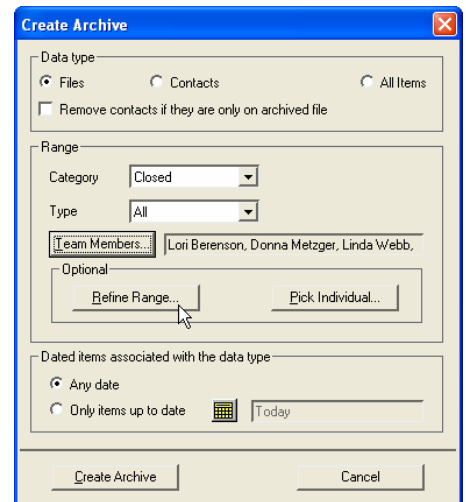 Create Archive
Data type
Files Contacts All Items
Remove contacts if they are only on archived file
Range
Category Closed
Type All
Team Members... Lori Berenson, Donna Metzger, Linda Webb,
Optional
Refine Range... Pick Individual...
Dated items associated with the data type
Any date
Only items up to date Today
Create Archive Cancel